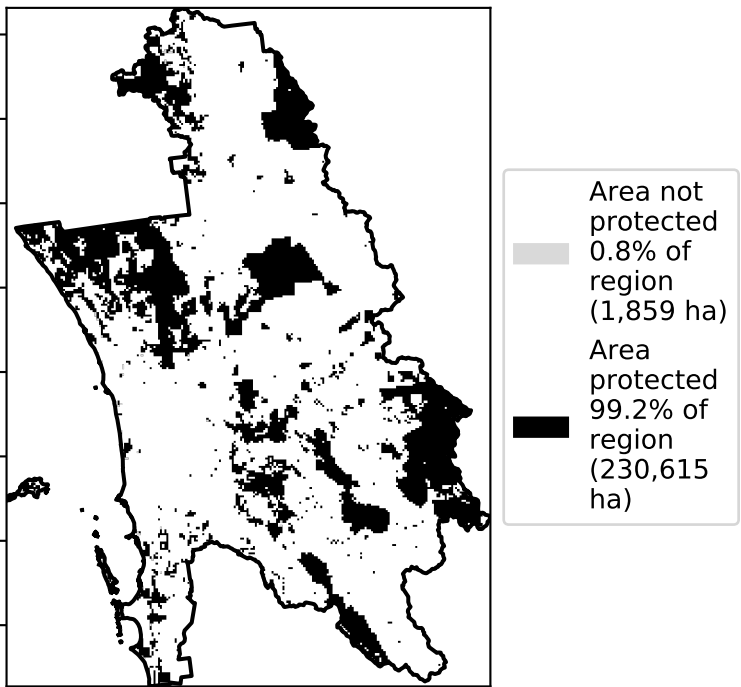 Area not
protected
0.8% of
region
(1,859 ha)
Area
protected
99.2% of
region
(230,615
ha)